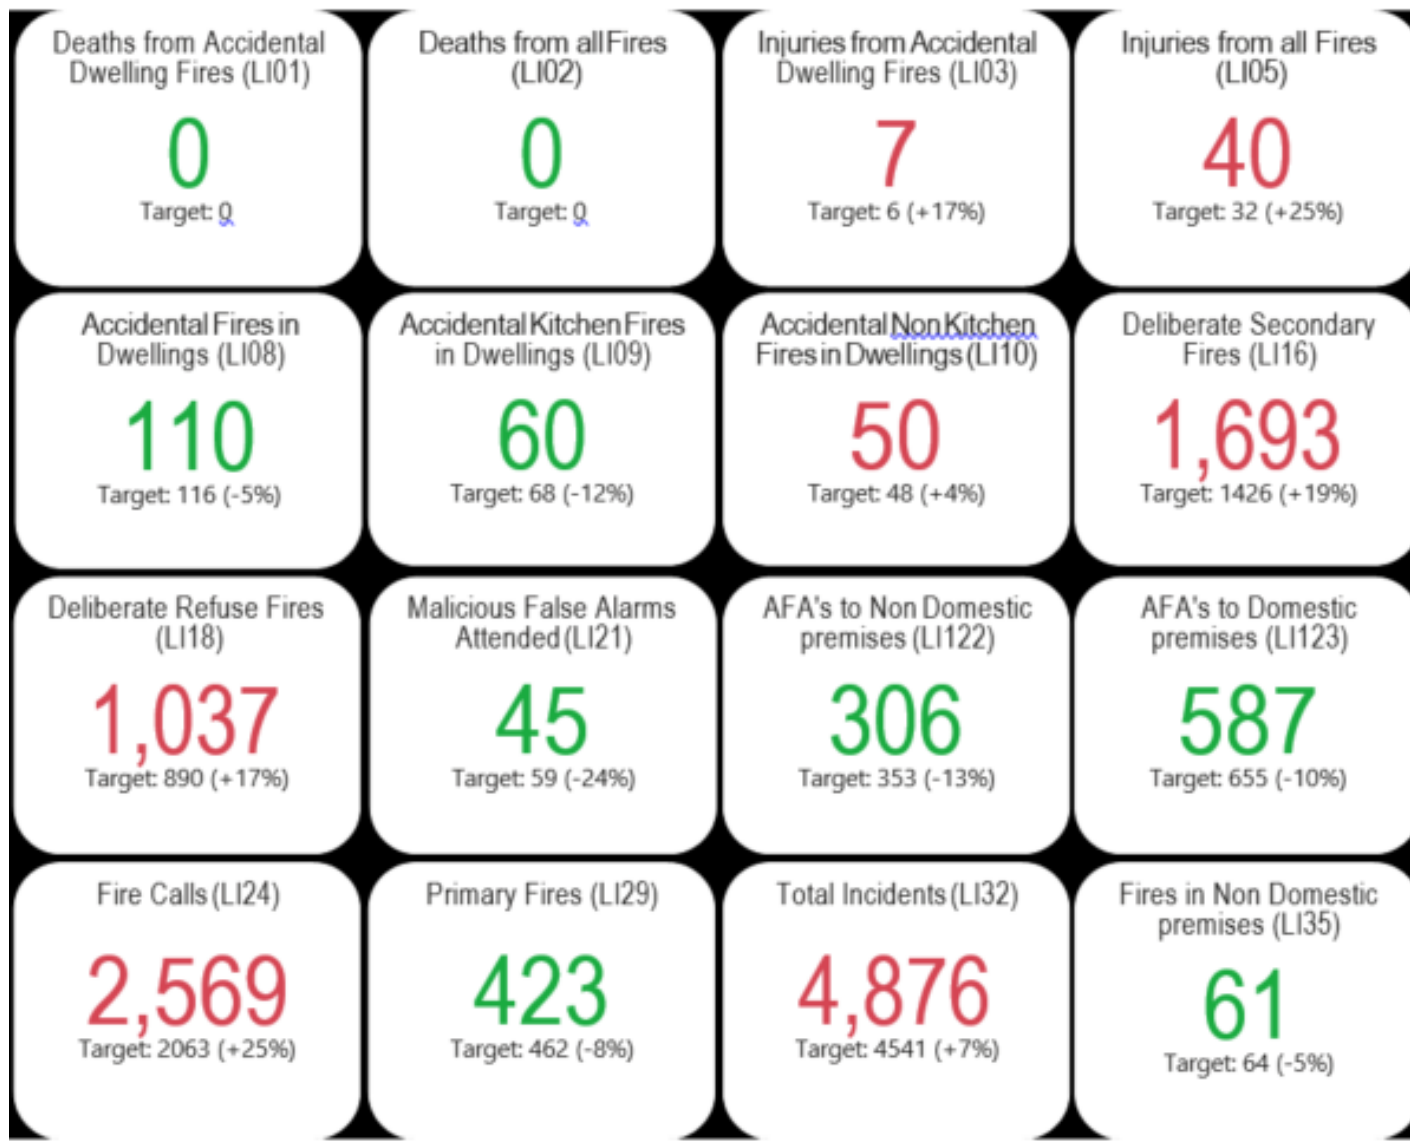 Deaths from Accidental
Dwelling Fires (LI01)
0
Target: 0
Deaths from all Fires
(LI02)
0
Target: 0
Injuries from Accidental
Dwelling Fires (LI03)
7
Target: 6 (+17%)
Injuries from all Fires
(LI05)
40
Target: 32 (+25%)
Accidental Fires in
Dwellings (LI08)
110
Target: 116 (-5%)
Accidental Kitchen Fires
in Dwellings (LI09)
60
Target: 68 (-12%)
Accidental Non Kitchen
Fires in Dwellings (LI10)
50
Target: 48 (+4%)
Deliberate Secondary
Fires (LI16)
1,693
Target: 1426 (+19%)
Deliberate Refuse Fires
(LI18)
1,037
Target: 890 (+17%)
Malicious False Alarms
Attended (LI21)
45
Target: 59 (-24%)
AFA's to Non Domestic
premises (LI122)
306
Target: 353 (-13%)
AFA's to Domestic
premises (LI123)
587
Target: 655 (-10%)
Fire Calls (LI24)
2,569
Target: 2063 (+25%)
Primary Fires (LI29)
423
Target: 462 (-8%)
Total Incidents (LI32)
4,876
Target: 4541 (+7%)
Fires in Non Domestic
premises (LI35)
61
Target: 64 (-5%)